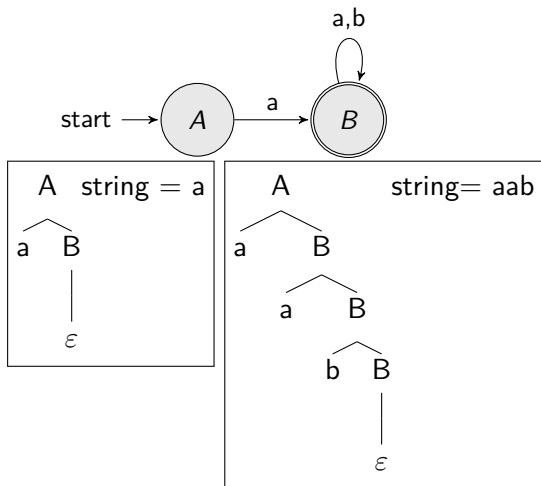 a,b
a
start A B
A string = a
a B
ε
A string= aab
a B
a B
b B
ε